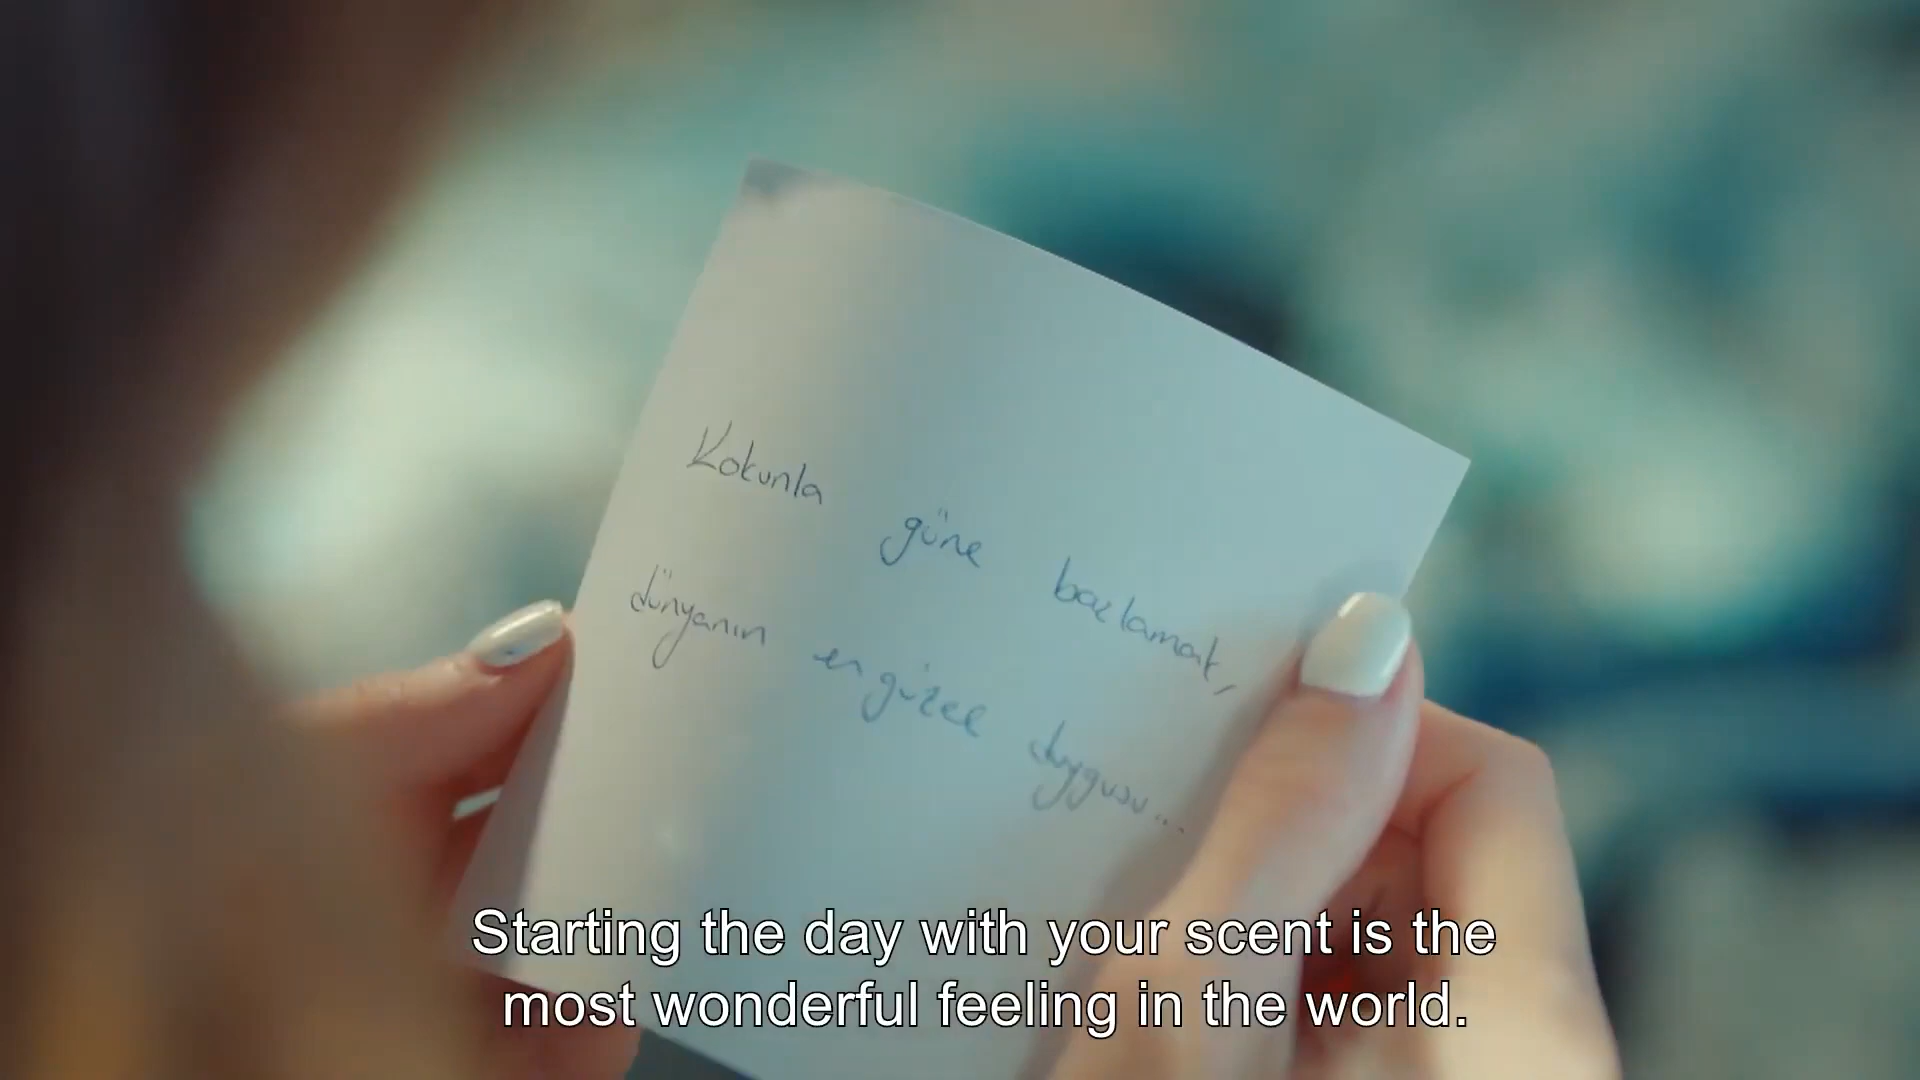 Kokunla güne bazlamak,
dünyanın en güzel duygusu...
Starting the day with your scent is the
most wonderful feeling in the world.